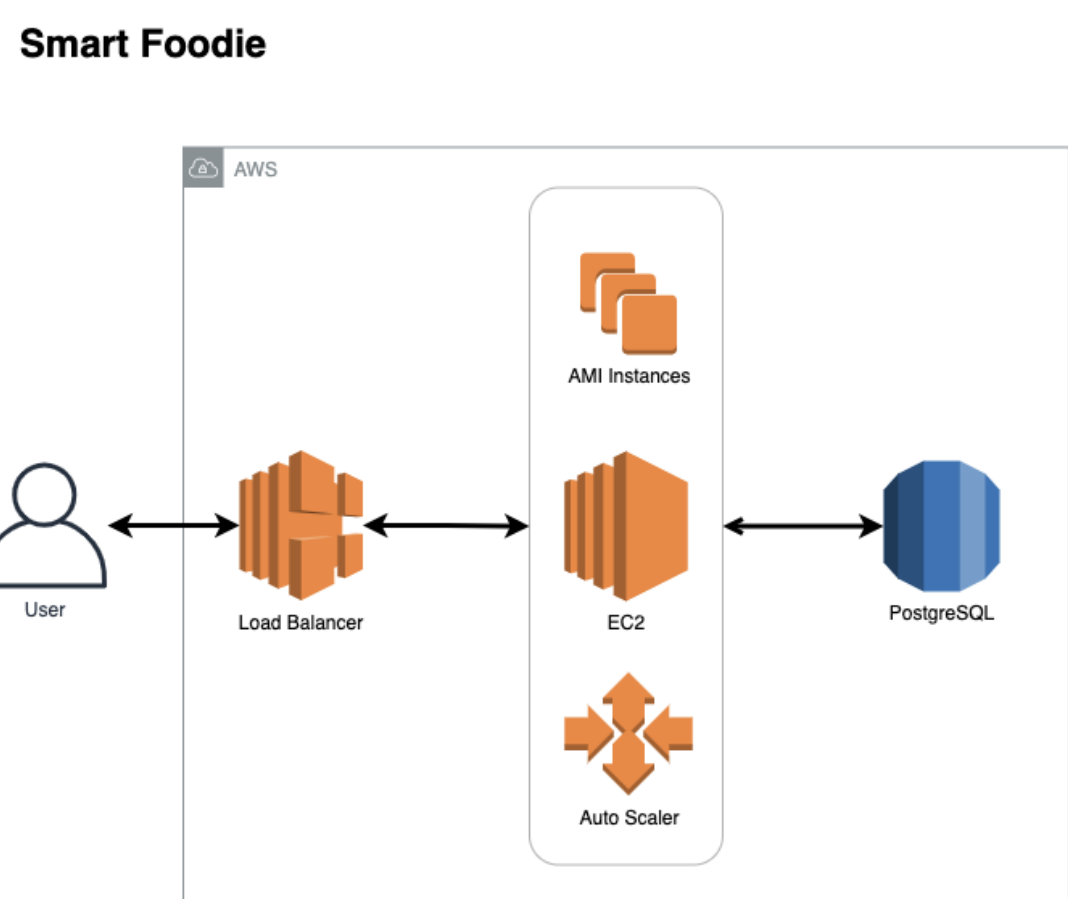 Smart Foodie
AWS
AMI Instances
User
Load Balancer
EC2
PostgreSQL
Auto Scaler